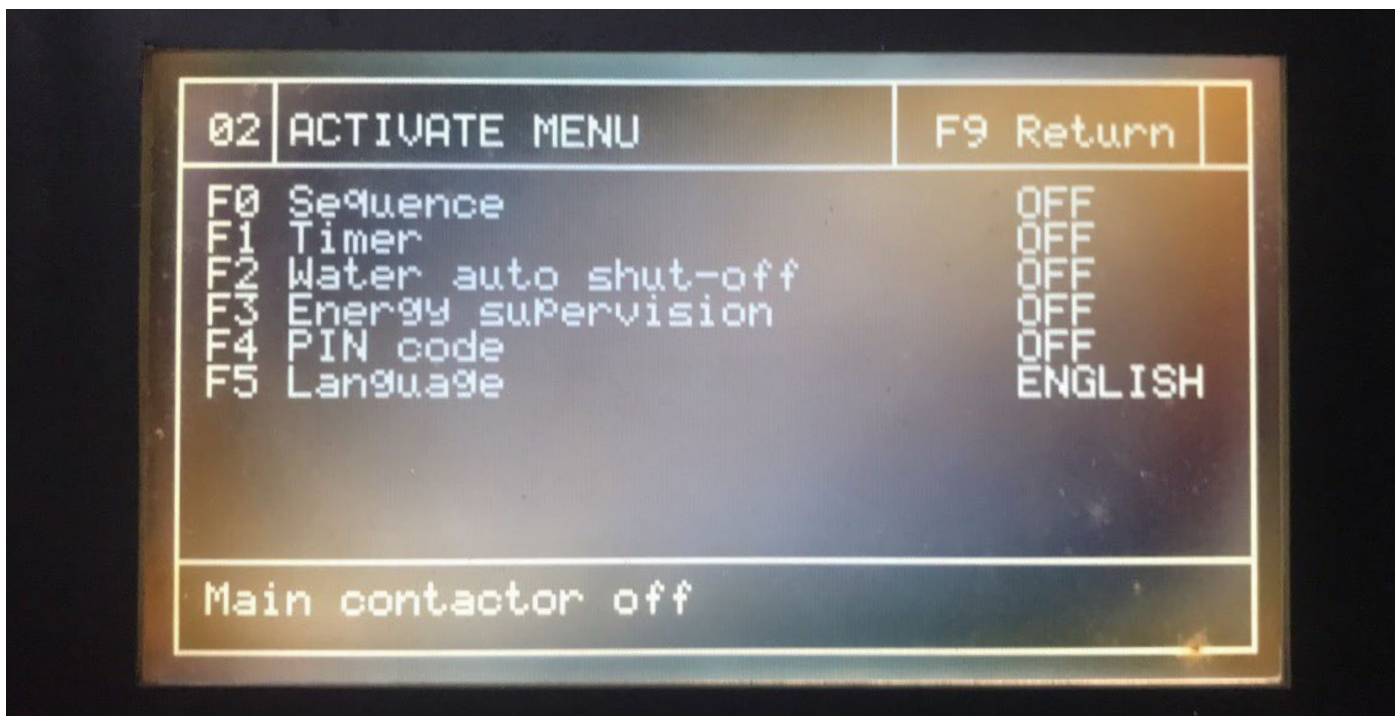 02 ACTIVATE MENU F9 Return
F0 Sequence OFF
F1 Timer OFF
F2 Water auto shut-off OFF
F3 Energy supervision OFF
F4 PIN code OFF
F5 Language ENGLISH
Main contactor off